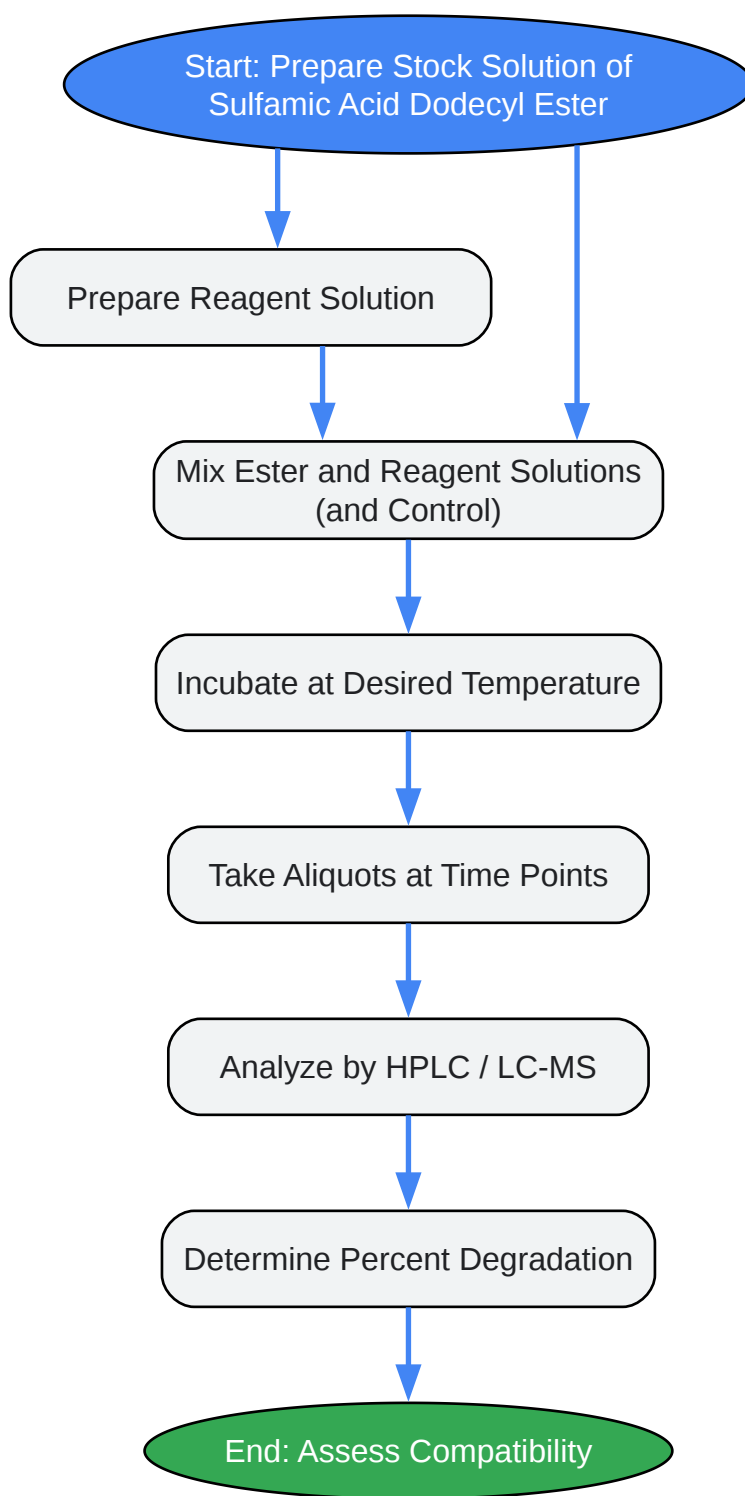 Start: Prepare Stock Solution of
Sulfamic Acid Dodecyl Ester
Prepare Reagent Solution
Mix Ester and Reagent Solutions
(and Control)
Incubate at Desired Temperature
Take Aliquots at Time Points
Analyze by HPLC / LC-MS
Determine Percent Degradation
End: Assess Compatibility